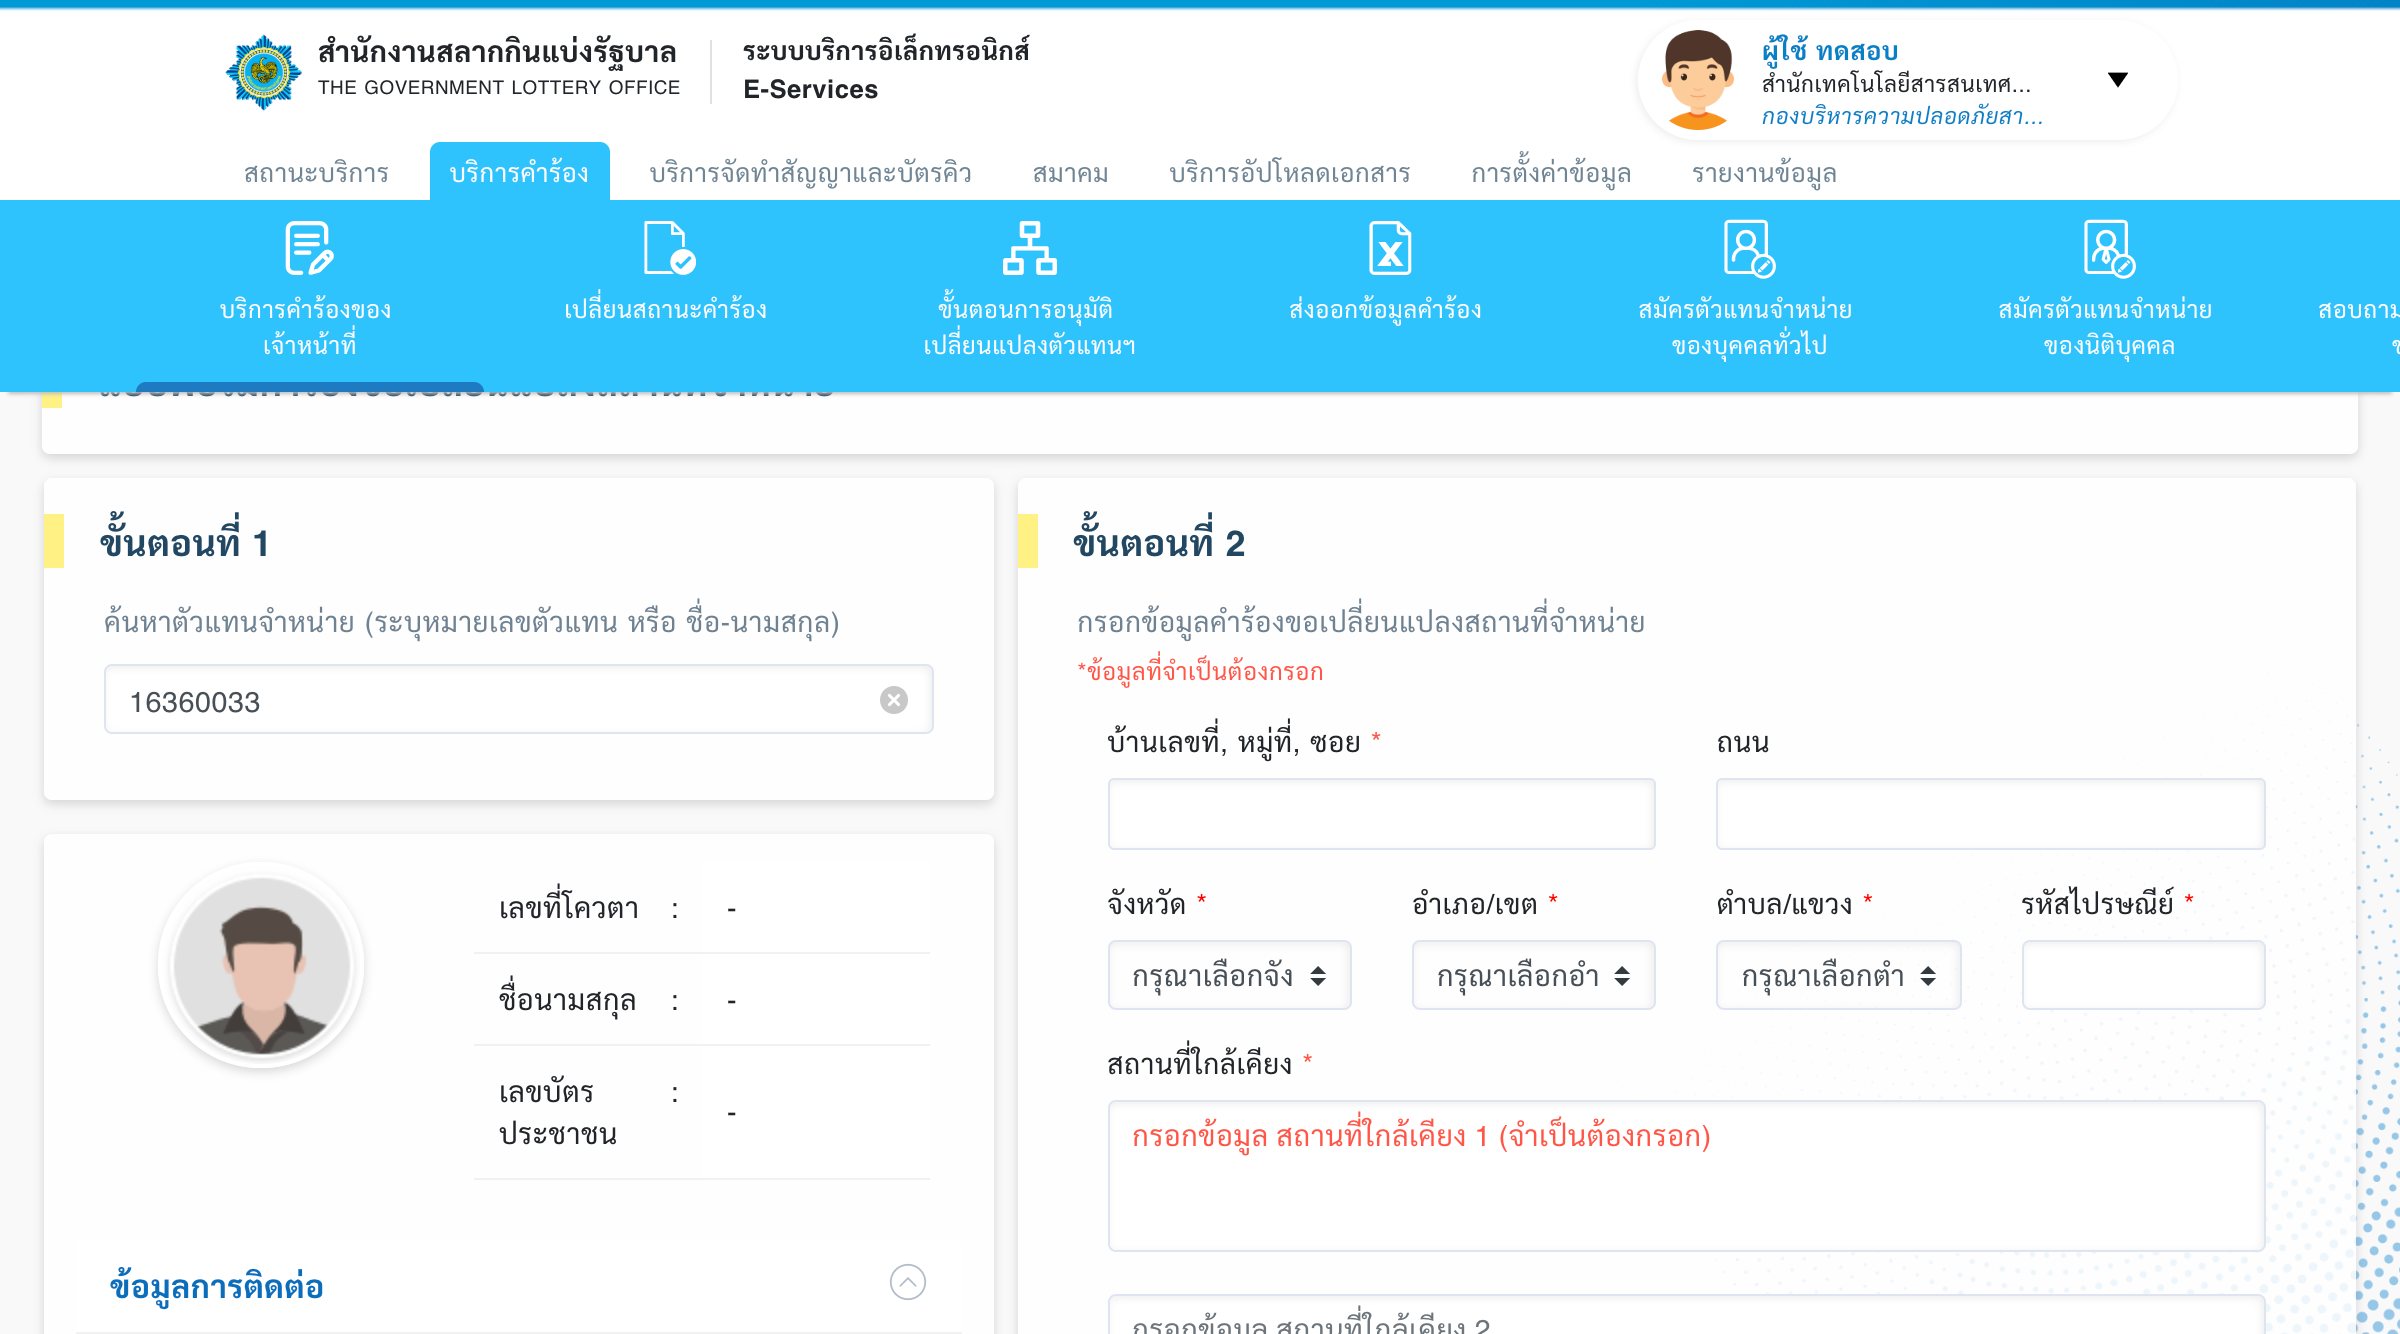 สำนักงานสลากกินแบ่งรัฐบาล
THE GOVERNMENT LOTTERY OFFICE
ระบบบริการอิเล็กทรอนิกส์
E-Services
ผู้ใช้ ทดสอบ
สำนักเทคโนโลยีสารสนเทศ...
กองบริหารความปลอดภัยสา...
สถานะบริการ
บริการคำร้อง
บริการจัดทำสัญญาและบัตรคิว
สมาคม
บริการอัปโหลดเอกสาร
การตั้งค่าข้อมูล
รายงานข้อมูล
บริการคำร้องของ
เจ้าหน้าที่
เปลี่ยนสถานะคำร้อง
ขั้นตอนการอนุมัติ
เปลี่ยนแปลงตัวแทนฯ
ส่งออกข้อมูลคำร้อง
สมัครตัวแทนจำหน่าย
ของบุคคลทั่วไป
สมัครตัวแทนจำหน่าย
ของนิติบุคคล
ขั้นตอนที่ 1
ค้นหาตัวแทนจำหน่าย (ระบุหมายเลขตัวแทน หรือ ชื่อ-นามสกุล)
16360033
เลขที่โควตา : -
ชื่อนามสกุล : -
เลขบัตร : -
ประชาชน
ข้อมูลการติดต่อ
ขั้นตอนที่ 2
กรอกข้อมูลคำร้องขอเปลี่ยนแปลงสถานที่จำหน่าย
*ข้อมูลที่จำเป็นต้องกรอก
บ้านเลขที่, หมู่ที่, ซอย *
ถนน
จังหวัด *
อำเภอ/เขต *
ตำบล/แขวง *
รหัสไปรษณีย์ *
กรุณาเลือกจัง
กรุณาเลือกอำ
กรุณาเลือกตำ
สถานที่ใกล้เคียง *
กรอกข้อมูล สถานที่ใกล้เคียง 1 (จำเป็นต้องกรอก)
กรอกข้อมูล สถานที่ใกล้เคียง 2